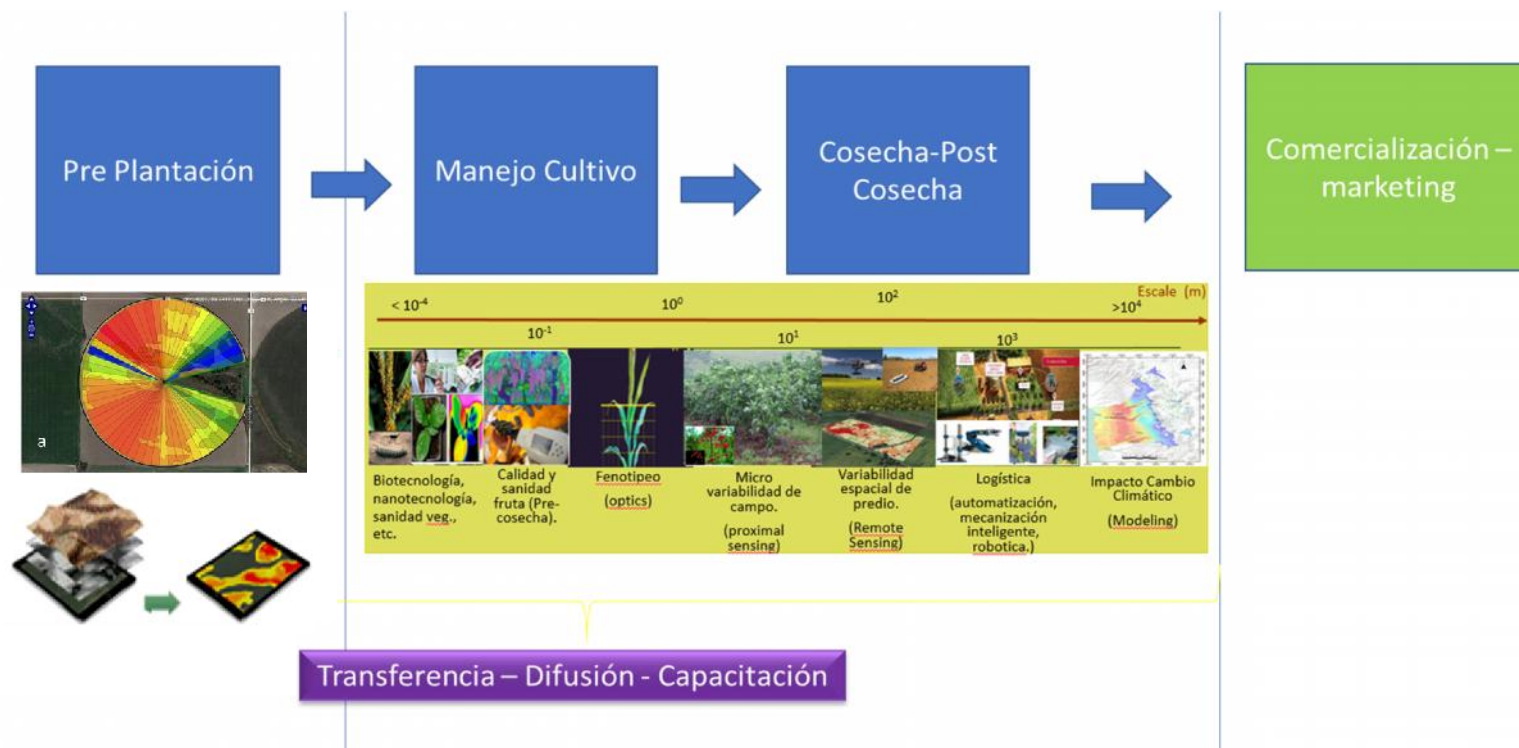 Pre Plantación
Manejo Cultivo
Cosecha-Post
Cosecha
Comercialización –
marketing
a
Escale (m)
< 10⁻⁴
10⁰
10²
>10⁴
10⁻¹
10¹
10³
Biotecnología,
nanotecnología,
sanidad veg.,
etc.
Calidad y
sanidad
fruta (Pre-
cosecha).
Fenotipeo
(optics)
Micro
variabilidad de
campo.
(proximal
sensing)
Variabilidad
espacial de
predio.
(Remote
Sensing)
Logística
(automatización,
mecanización
inteligente,
robotica.)
Impacto Cambio
Climático
(Modeling)
Transferencia – Difusión - Capacitación